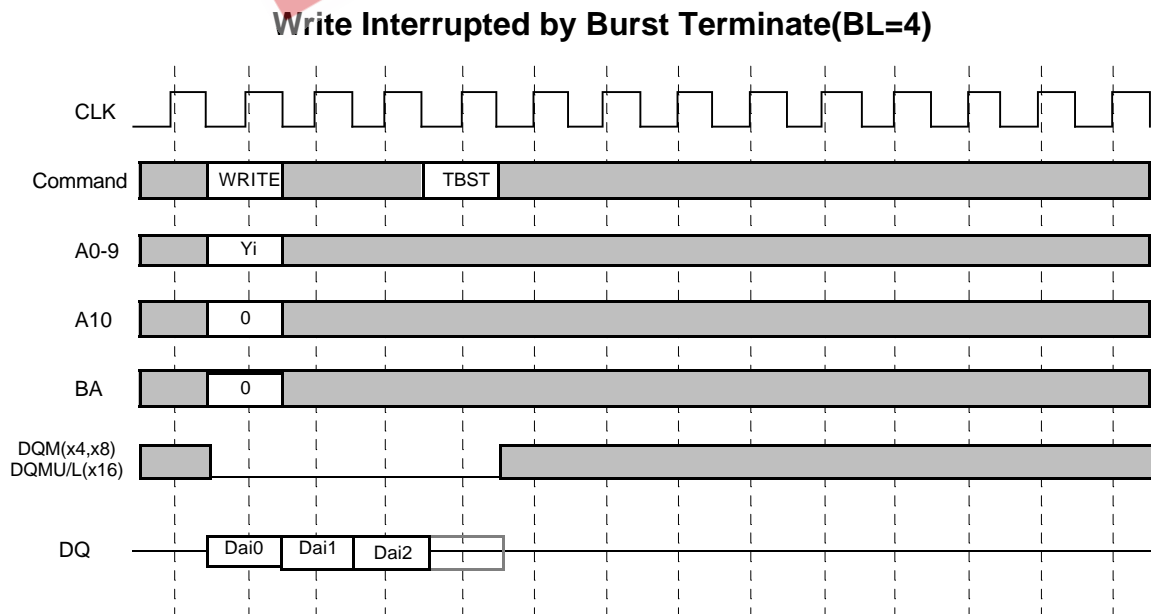 Write Interrupted by Burst Terminate(BL=4)
CLK
Command WRITE TBST
A0-9 Yi
A10 0
BA 0
DQM(x4,x8)
DQMU/L(x16)
DQ Dai0 Dai1 Dai2